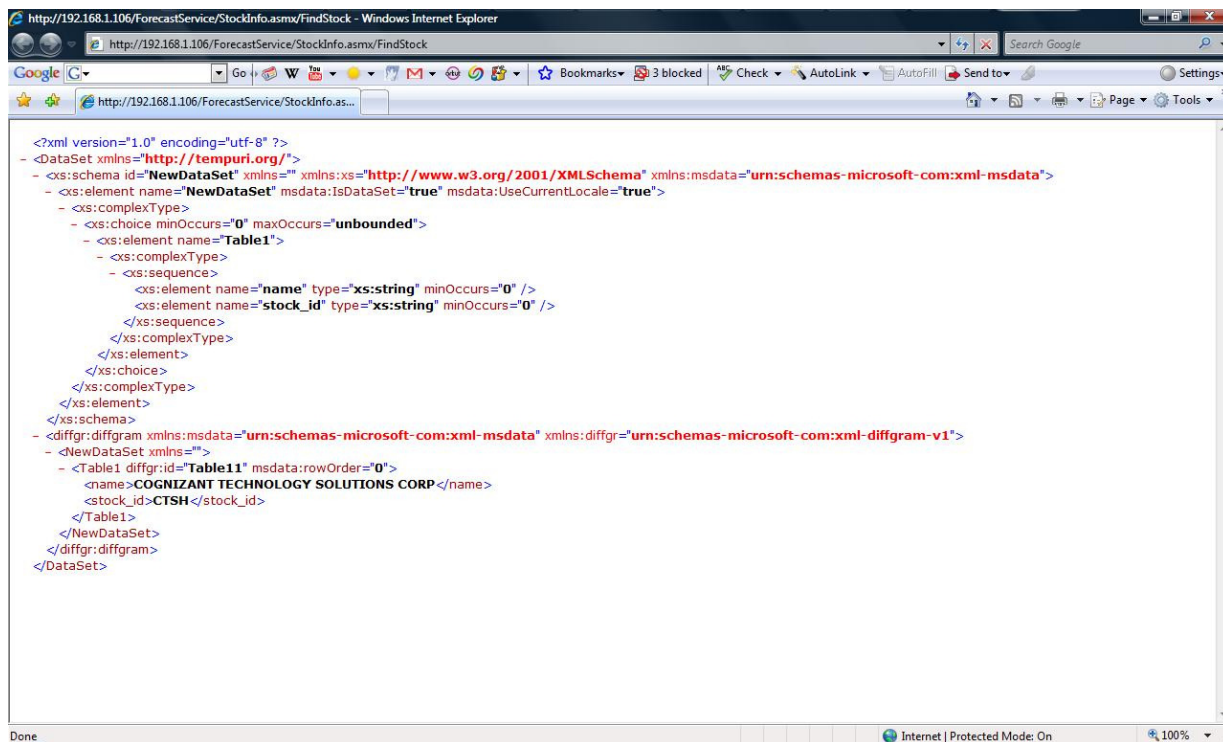 http://192.168.1.106/ForecastService/StockInfo.asmx/FindStock - Windows Internet Explorer
http://192.168.1.106/ForecastService/StockInfo.asmx/FindStock
Search Google
Google G Go W You Bookmarks 3 blocked ABC Check AutoLink AutoFill Send to Settings
http://192.168.1.106/ForecastService/StockInfo.as... Page Tools
<?xml version="1.0" encoding="utf-8" ?>
- <DataSet xmlns="http://tempuri.org/">
- <xs:schema id="NewDataSet" xmlns="" xmlns:xs="http://www.w3.org/2001/XMLSchema" xmlns:msdata="urn:schemas-microsoft-com:xml-msdata">
- <xs:element name="NewDataSet" msdata:IsDataSet="true" msdata:UseCurrentLocale="true">
- <xs:complexType>
- <xs:choice minOccurs="0" maxOccurs="unbounded">
- <xs:element name="Table1">
- <xs:complexType>
- <xs:sequence>
<xs:element name="name" type="xs:string" minOccurs="0" />
<xs:element name="stock_id" type="xs:string" minOccurs="0" />
</xs:sequence>
</xs:complexType>
</xs:element>
</xs:choice>
</xs:complexType>
</xs:element>
</xs:schema>
- <diffgr:diffgram xmlns:msdata="urn:schemas-microsoft-com:xml-msdata" xmlns:diffgr="urn:schemas-microsoft-com:xml-diffgram-v1">
- <NewDataSet xmlns="">
- <Table1 diffgr:id="Table11" msdata:rowOrder="0">
<name>COGNIZANT TECHNOLOGY SOLUTIONS CORP</name>
<stock_id>CTSH</stock_id>
</Table1>
</NewDataSet>
</diffgr:diffgram>
</DataSet>
Done Internet | Protected Mode: On 100%